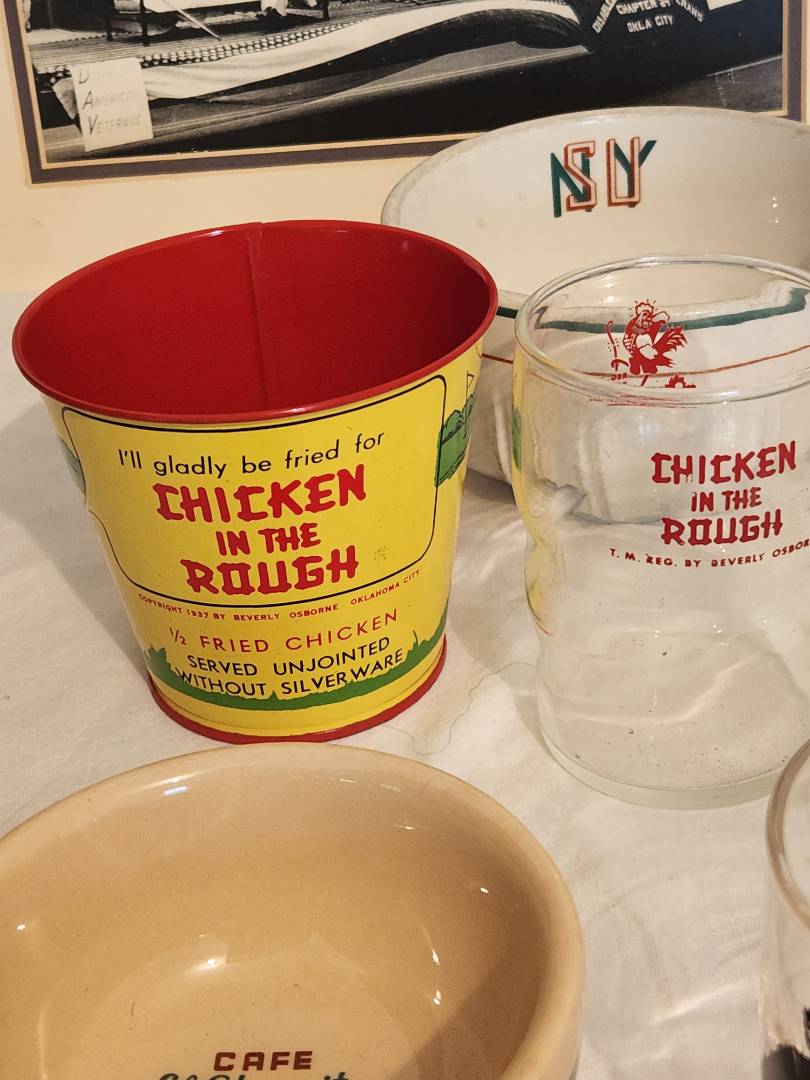 CHAPTER
OKLA CITY
D
AMERICAN
VETERANS
NSU
I'll gladly be fried for
CHICKEN
IN THE
ROUGH
COPYRIGHT 1937 BY BEVERLY OSBORNE OKLAHOMA CITY
1/2 FRIED CHICKEN
SERVED UNJOINTED
WITHOUT SILVERWARE
CHICKEN
IN THE
ROUGH
T. M. REG. BY BEVERLY OSBOR
CAFE